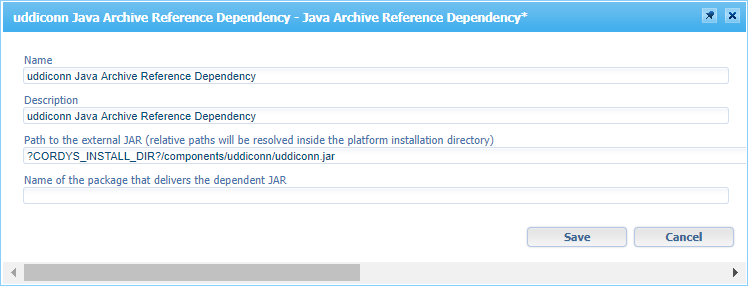 uddiconn Java Archive Reference Dependency - Java Archive Reference Dependency*
Name
uddiconn Java Archive Reference Dependency
Description
uddiconn Java Archive Reference Dependency
Path to the external JAR (relative paths will be resolved inside the platform installation directory)
?CORDYS_INSTALL_DIR?/components/uddiconn/uddiconn.jar
Name of the package that delivers the dependent JAR
Save
Cancel